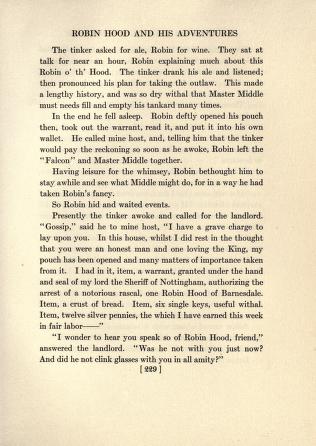 ROBIN HOOD AND HIS ADVENTURES
The tinker asked for ale, Robin for wine. They sat at
talk for near an hour, Robin explaining much about this
Robin o' th' Hood. The tinker drank his ale and listened;
then pronounced his plan for taking the outlaw. This made
a lengthy history, and was so dry withal that Master Middle
must needs fill and empty his tankard many times.
In the end he fell asleep. Robin deftly opened his pouch
then, took out the warrant, read it, and put it into his own
wallet. He called mine host, and, telling him that the tinker
would pay the reckoning so soon as he awoke, Robin left the
"Falcon" and Master Middle together.
Having leisure for the whimsey, Robin bethought him to
stay awhile and see what Middle might do, for in a way he had
taken Robin's fancy.
So Robin hid and waited events.
Presently the tinker awoke and called for the landlord.
"Gossip," said he to mine host, "I have a grave charge to
lay upon you. In this house, whilst I did rest in the thought
that you were an honest man and one loving the King, my
pouch has been opened and many matters of importance taken
from it. I had in it, item, a warrant, granted under the hand
and seal of my lord the Sheriff of Nottingham, authorizing the
arrest of a notorious rascal, one Robin Hood of Barnesdale.
Item, a crust of bread. Item, six single keys, useful withal.
Item, twelve silver pennies, the which I have earned this week
in fair labor——"
"I wonder to hear you speak so of Robin Hood, friend,"
answered the landlord. "Was he not with you just now?
And did he not clink glasses with you in all amity?"
[ 229 ]